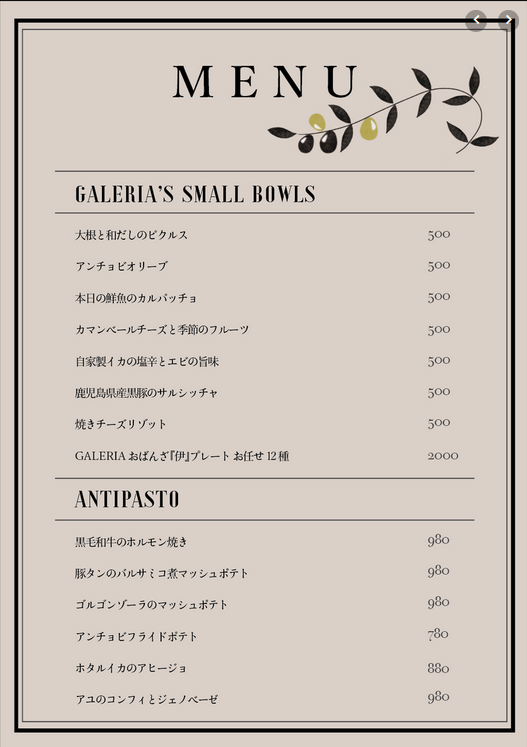 MENU
GALERIA'S SMALL BOWLS
大根と和だしのピクルス 500
アンチョビオリーブ 500
本日の鮮魚のカルパッチョ 500
カマンベールチーズと季節のフルーツ 500
自家製イカの塩辛とエビの旨味 500
鹿児島県産黒豚のサルシッチャ 500
焼きチーズリゾット 500
GALERIA おばんざ『伊』プレート お任せ 12種 2000
ANTIPASTO
黒毛和牛のホルモン焼き 980
豚タンのバルサミコ煮マッシュポテト 980
ゴルゴンゾーラのマッシュポテト 980
アンチョビフライドポテト 780
ホタルイカのアヒージョ 880
アユのコンフィとジェノベーゼ 980